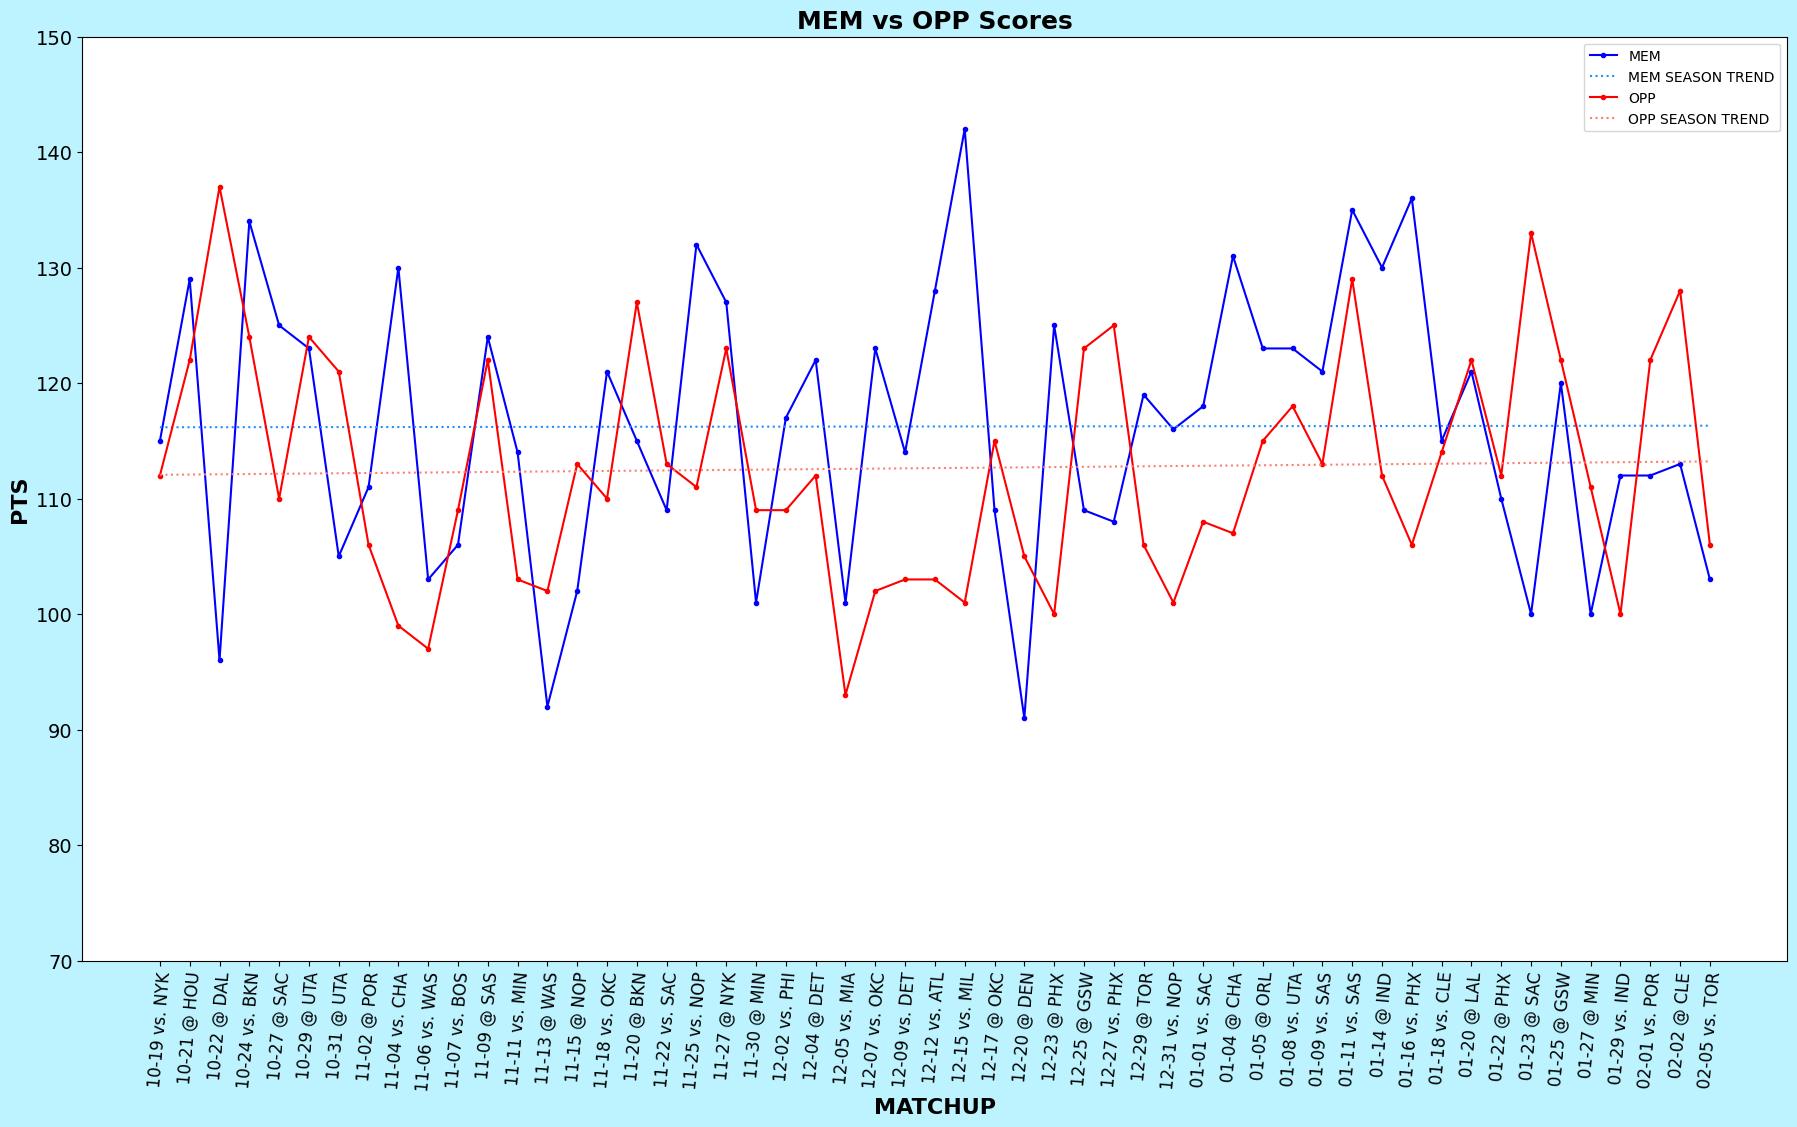 MEM vs OPP Scores
150
140
130
120
110
100
90
80
70
PTS
MEM
MEM SEASON TREND
OPP
OPP SEASON TREND
10-19 vs. NYK
10-21 @ HOU
10-22 @ DAL
10-24 vs. BKN
10-27 @ SAC
10-29 @ UTA
10-31 @ UTA
11-02 @ POR
11-04 vs. CHA
11-06 vs. WAS
11-07 vs. BOS
11-09 @ SAS
11-11 vs. MIN
11-13 @ WAS
11-15 @ NOP
11-18 vs. OKC
11-20 @ BKN
11-22 vs. SAC
11-25 vs. NOP
11-27 @ NYK
11-30 @ MIN
12-02 vs. PHI
12-04 @ DET
12-05 vs. MIA
12-07 vs. OKC
12-09 vs. DET
12-12 vs. ATL
12-15 vs. MIL
12-17 @ OKC
12-20 @ DEN
12-23 @ PHX
12-25 @ GSW
12-27 vs. PHX
12-29 @ TOR
12-31 vs. NOP
01-01 vs. SAC
01-04 @ CHA
01-05 @ ORL
01-08 vs. UTA
01-09 vs. SAS
01-11 vs. SAS
01-14 @ IND
01-16 vs. PHX
01-18 vs. CLE
01-20 @ LAL
01-22 @ PHX
01-23 @ SAC
01-25 @ GSW
01-27 @ MIN
01-29 vs. IND
02-01 vs. POR
02-02 @ CLE
02-05 vs. TOR
MATCHUP